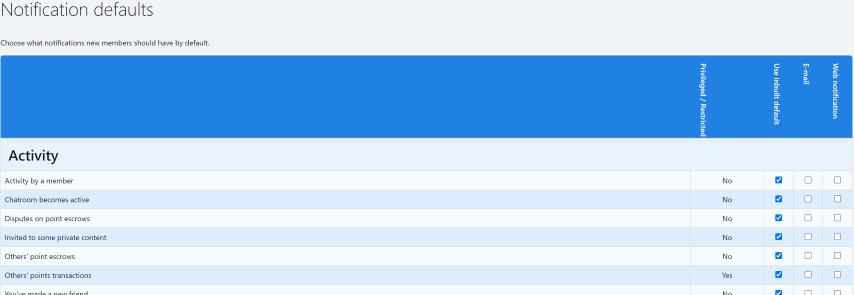 Notification defaults
Choose what notifications new members should have by default.
Privileged / Restricted Use inbuilt default E-mail Web notification
Activity
Activity by a member No
Chatroom becomes active No
Disputes on point escrows No
Invited to some private content No
Others' point escrows No
Others' points transactions Yes
You've made a new friend No